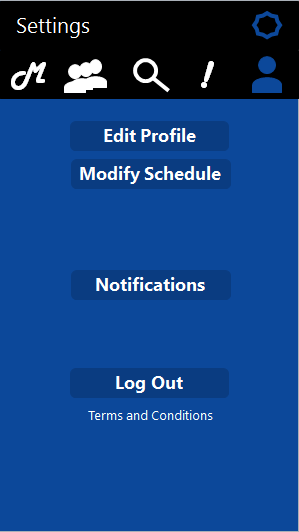 Settings
M
!
Edit Profile
Modify Schedule
Notifications
Log Out
Terms and Conditions